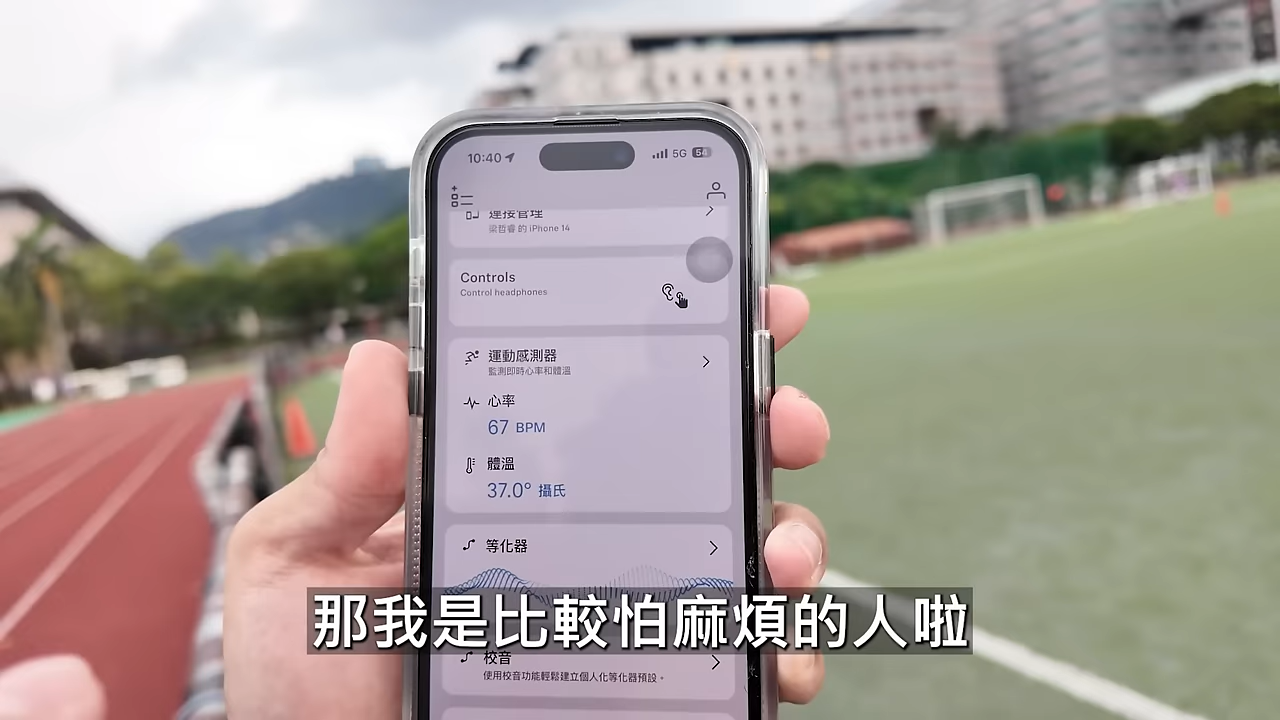 10:40
5G
54
連接管理
梁哲睿 的 iPhone 14
Controls
Control headphones
運動感測器
監測即時心率和體溫
心率
67 BPM
體溫
37.0° 攝氏
等化器
那我是比較怕麻煩的人啦
校音
使用校音功能輕鬆建立個人化等化器預設。